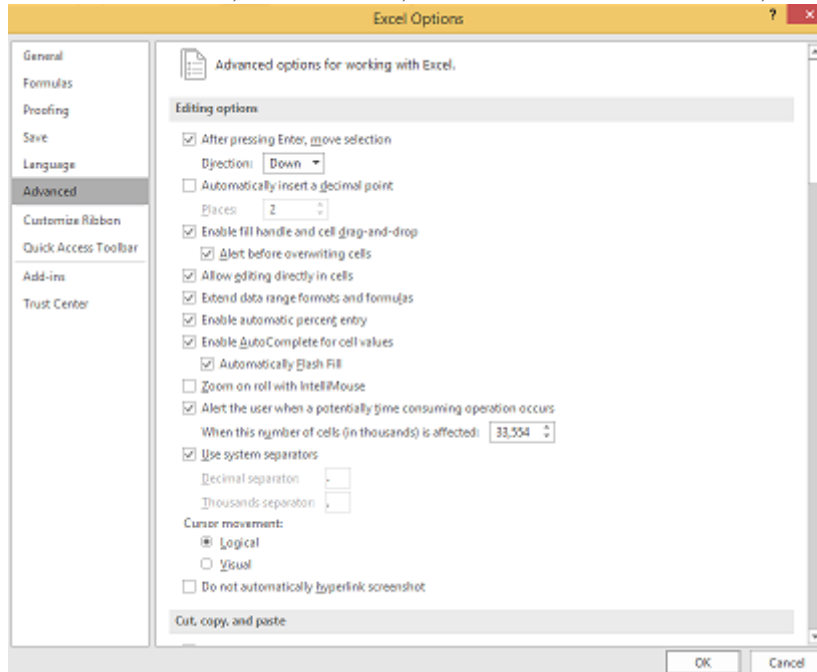 Excel Options
?
×
General
Formulas
Proofing
Save
Language
Advanced
Customize Ribbon
Quick Access Toolbar
Add-ins
Trust Center
Advanced options for working with Excel.
Editing options
After pressing Enter, move selection
Direction: Down
Automatically insert a decimal point
Places: 2
Enable fill handle and cell drag-and-drop
Alert before overwriting cells
Allow editing directly in cells
Extend data range formats and formulas
Enable automatic percent entry
Enable AutoComplete for cell values
Automatically Flash Fill
Zoom on roll with IntelliMouse
Alert the user when a potentially time consuming operation occurs
When this number of cells (in thousands) is affected: 33,554
Use system separators
Decimal separator: .
Thousands separator: ,
Cursor movement:
Logical
Visual
Do not automatically hyperlink screenshot
Cut, copy, and paste
OK Cancel